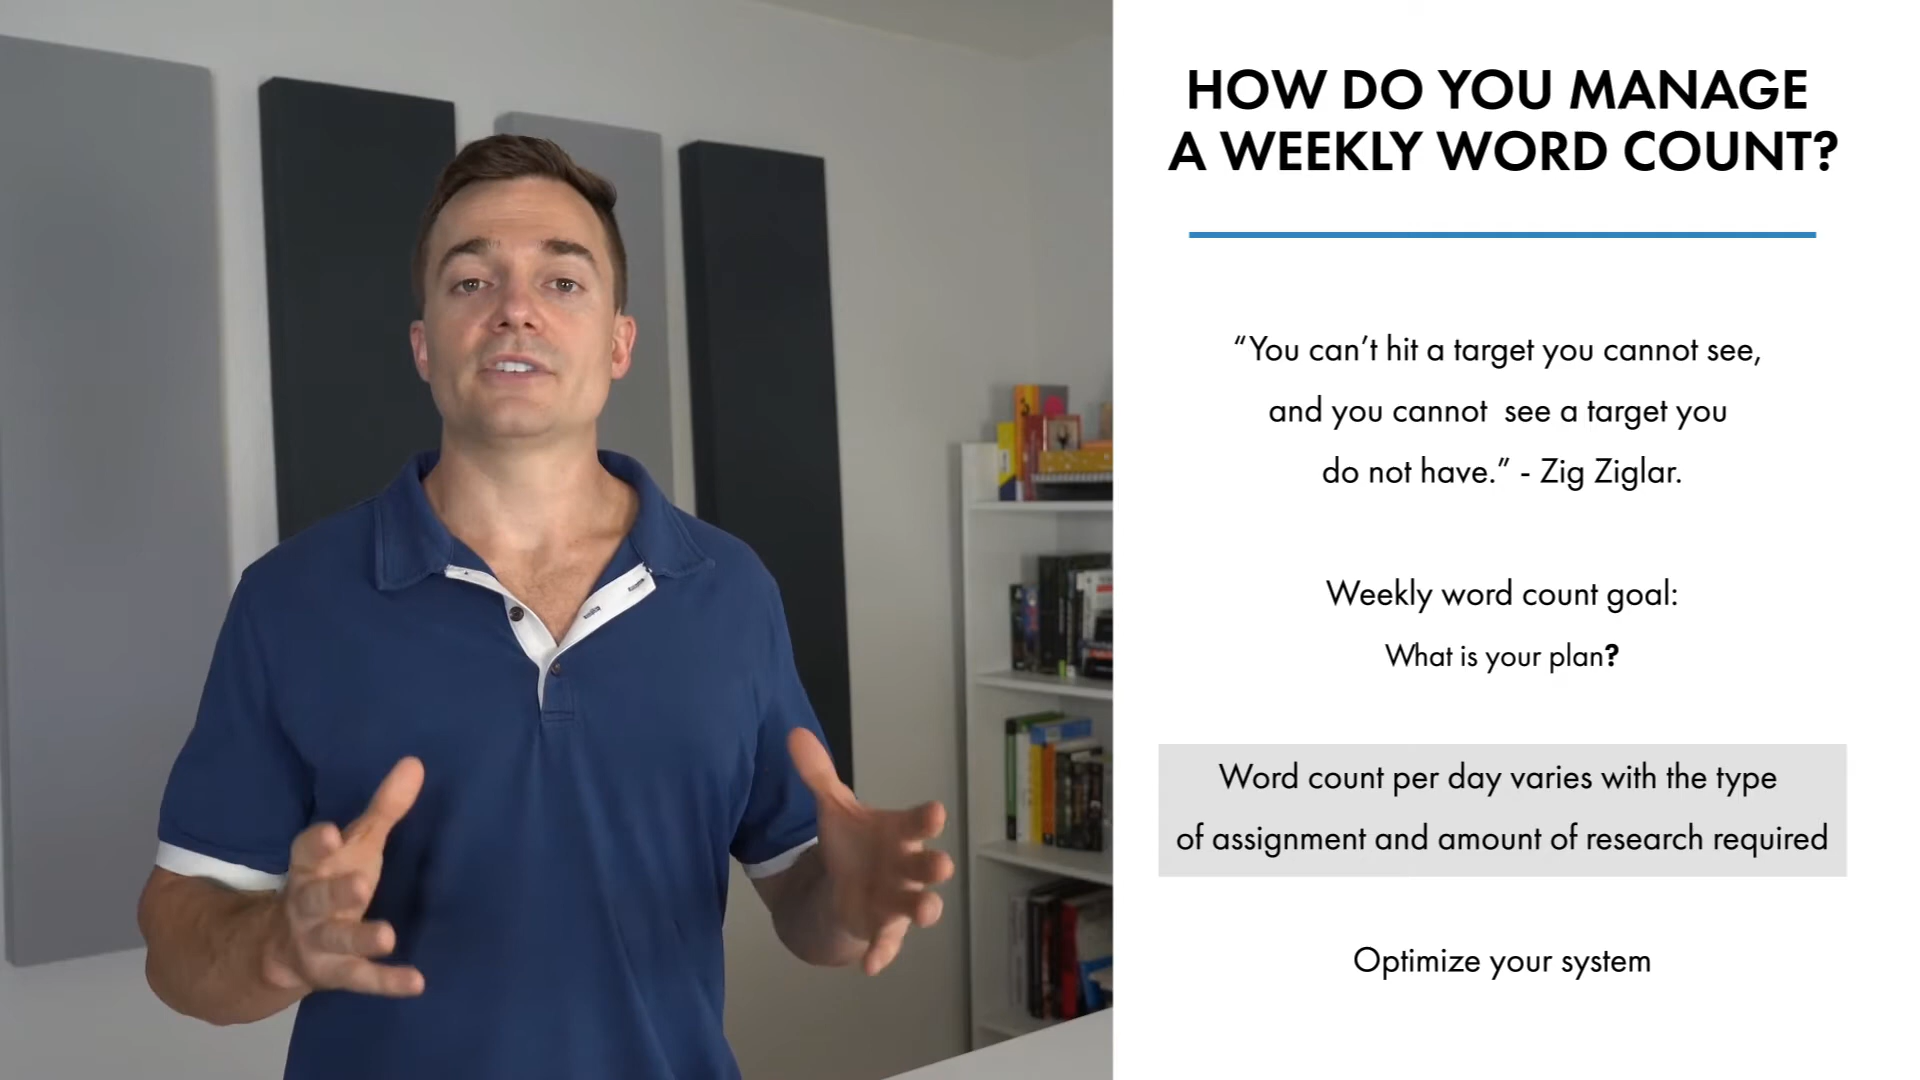 HOW DO YOU MANAGE
A WEEKLY WORD COUNT?
“You can’t hit a target you cannot see,
and you cannot  see a target you
do not have.” - Zig Ziglar.
Weekly word count goal:
What is your plan?
Word count per day varies with the type
of assignment and amount of research required
Optimize your system